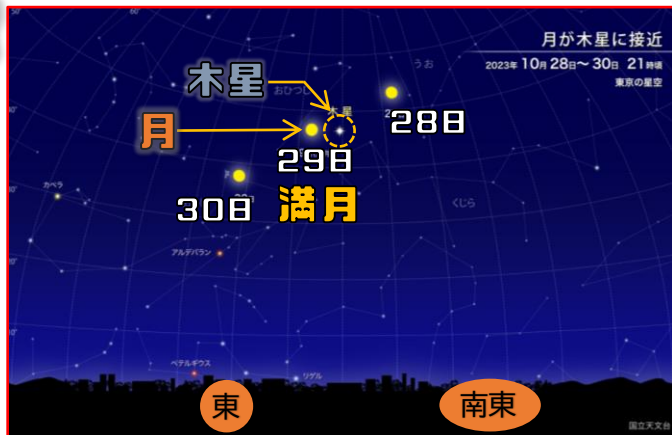 月が木星に接近
2023年 10月 28日～ 30日 21時頃
東京の星空
うお
木星
おひつじ
木星
28日
月
29日
満月
30日
カペラ
くじら
アルデバラン
ベテルギウス
リゲル
東
南東
国立天文台